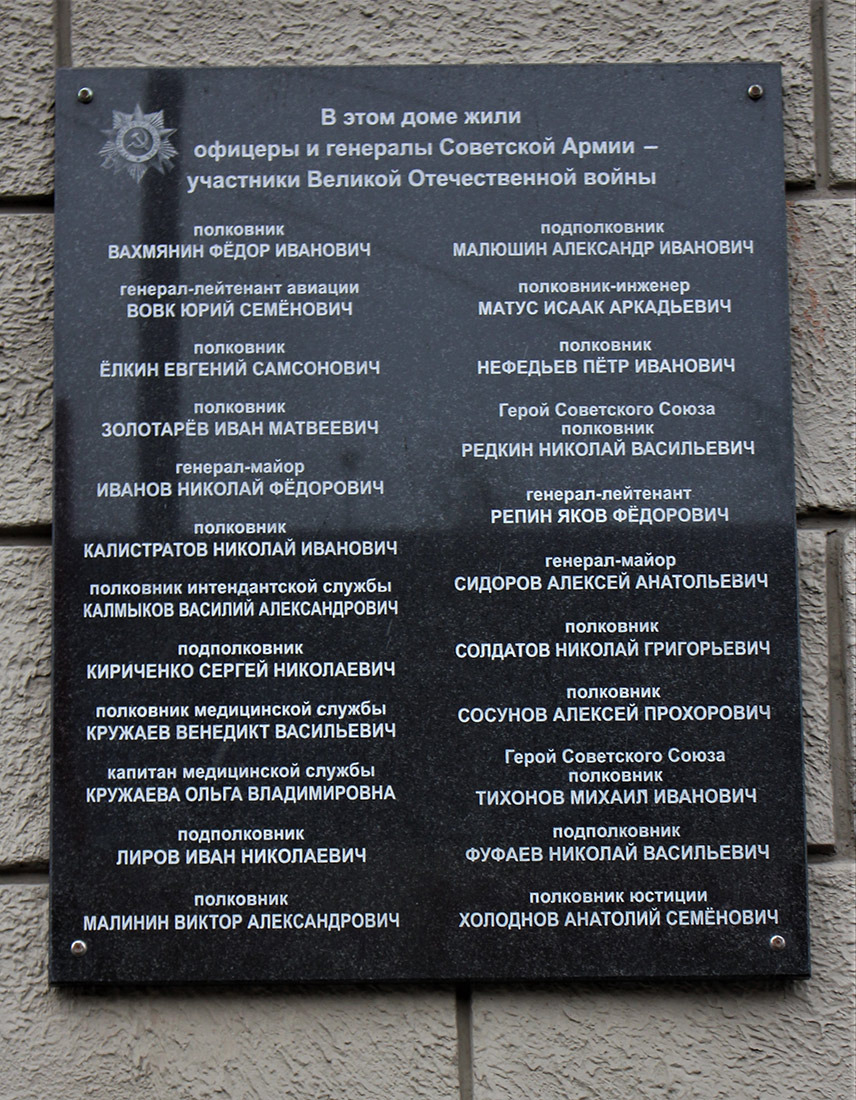 В этом доме жили
офицеры и генералы Советской Армии –
участники Великой Отечественной войны
полковник
ВАХМЯНИН ФЁДОР ИВАНОВИЧ
генерал-лейтенант авиации
ВОВК ЮРИЙ СЕМЁНОВИЧ
полковник
ЁЛКИН ЕВГЕНИЙ САМСОНОВИЧ
полковник
ЗОЛОТАРЁВ ИВАН МАТВЕЕВИЧ
генерал-майор
ИВАНОВ НИКОЛАЙ ФЁДОРОВИЧ
полковник
КАЛИСТРАТОВ НИКОЛАЙ ИВАНОВИЧ
полковник интендантской службы
КАЛМЫКОВ ВАСИЛИЙ АЛЕКСАНДРОВИЧ
подполковник
КИРИЧЕНКО СЕРГЕЙ НИКОЛАЕВИЧ
полковник медицинской службы
КРУЖАЕВ ВЕНЕДИКТ ВАСИЛЬЕВИЧ
капитан медицинской службы
КРУЖАЕВА ОЛЬГА ВЛАДИМИРОВНА
подполковник
ЛИРОВ ИВАН НИКОЛАЕВИЧ
полковник
МАЛИНИН ВИКТОР АЛЕКСАНДРОВИЧ
подполковник
МАЛЮШИН АЛЕКСАНДР ИВАНОВИЧ
полковник-инженер
МАТУС ИСААК АРКАДЬЕВИЧ
полковник
НЕФЕДЬЕВ ПЁТР ИВАНОВИЧ
Герой Советского Союза
полковник
РЕДКИН НИКОЛАЙ ВАСИЛЬЕВИЧ
генерал-лейтенант
РЕПИН ЯКОВ ФЁДОРОВИЧ
генерал-майор
СИДОРОВ АЛЕКСЕЙ АНАТОЛЬЕВИЧ
полковник
СОЛДАТОВ НИКОЛАЙ ГРИГОРЬЕВИЧ
полковник
СОСУНОВ АЛЕКСЕЙ ПРОХОРОВИЧ
Герой Советского Союза
полковник
ТИХОНОВ МИХАИЛ ИВАНОВИЧ
подполковник
ФУФАЕВ НИКОЛАЙ ВАСИЛЬЕВИЧ
полковник юстиции
ХОЛОДНОВ АНАТОЛИЙ СЕМЁНОВИЧ